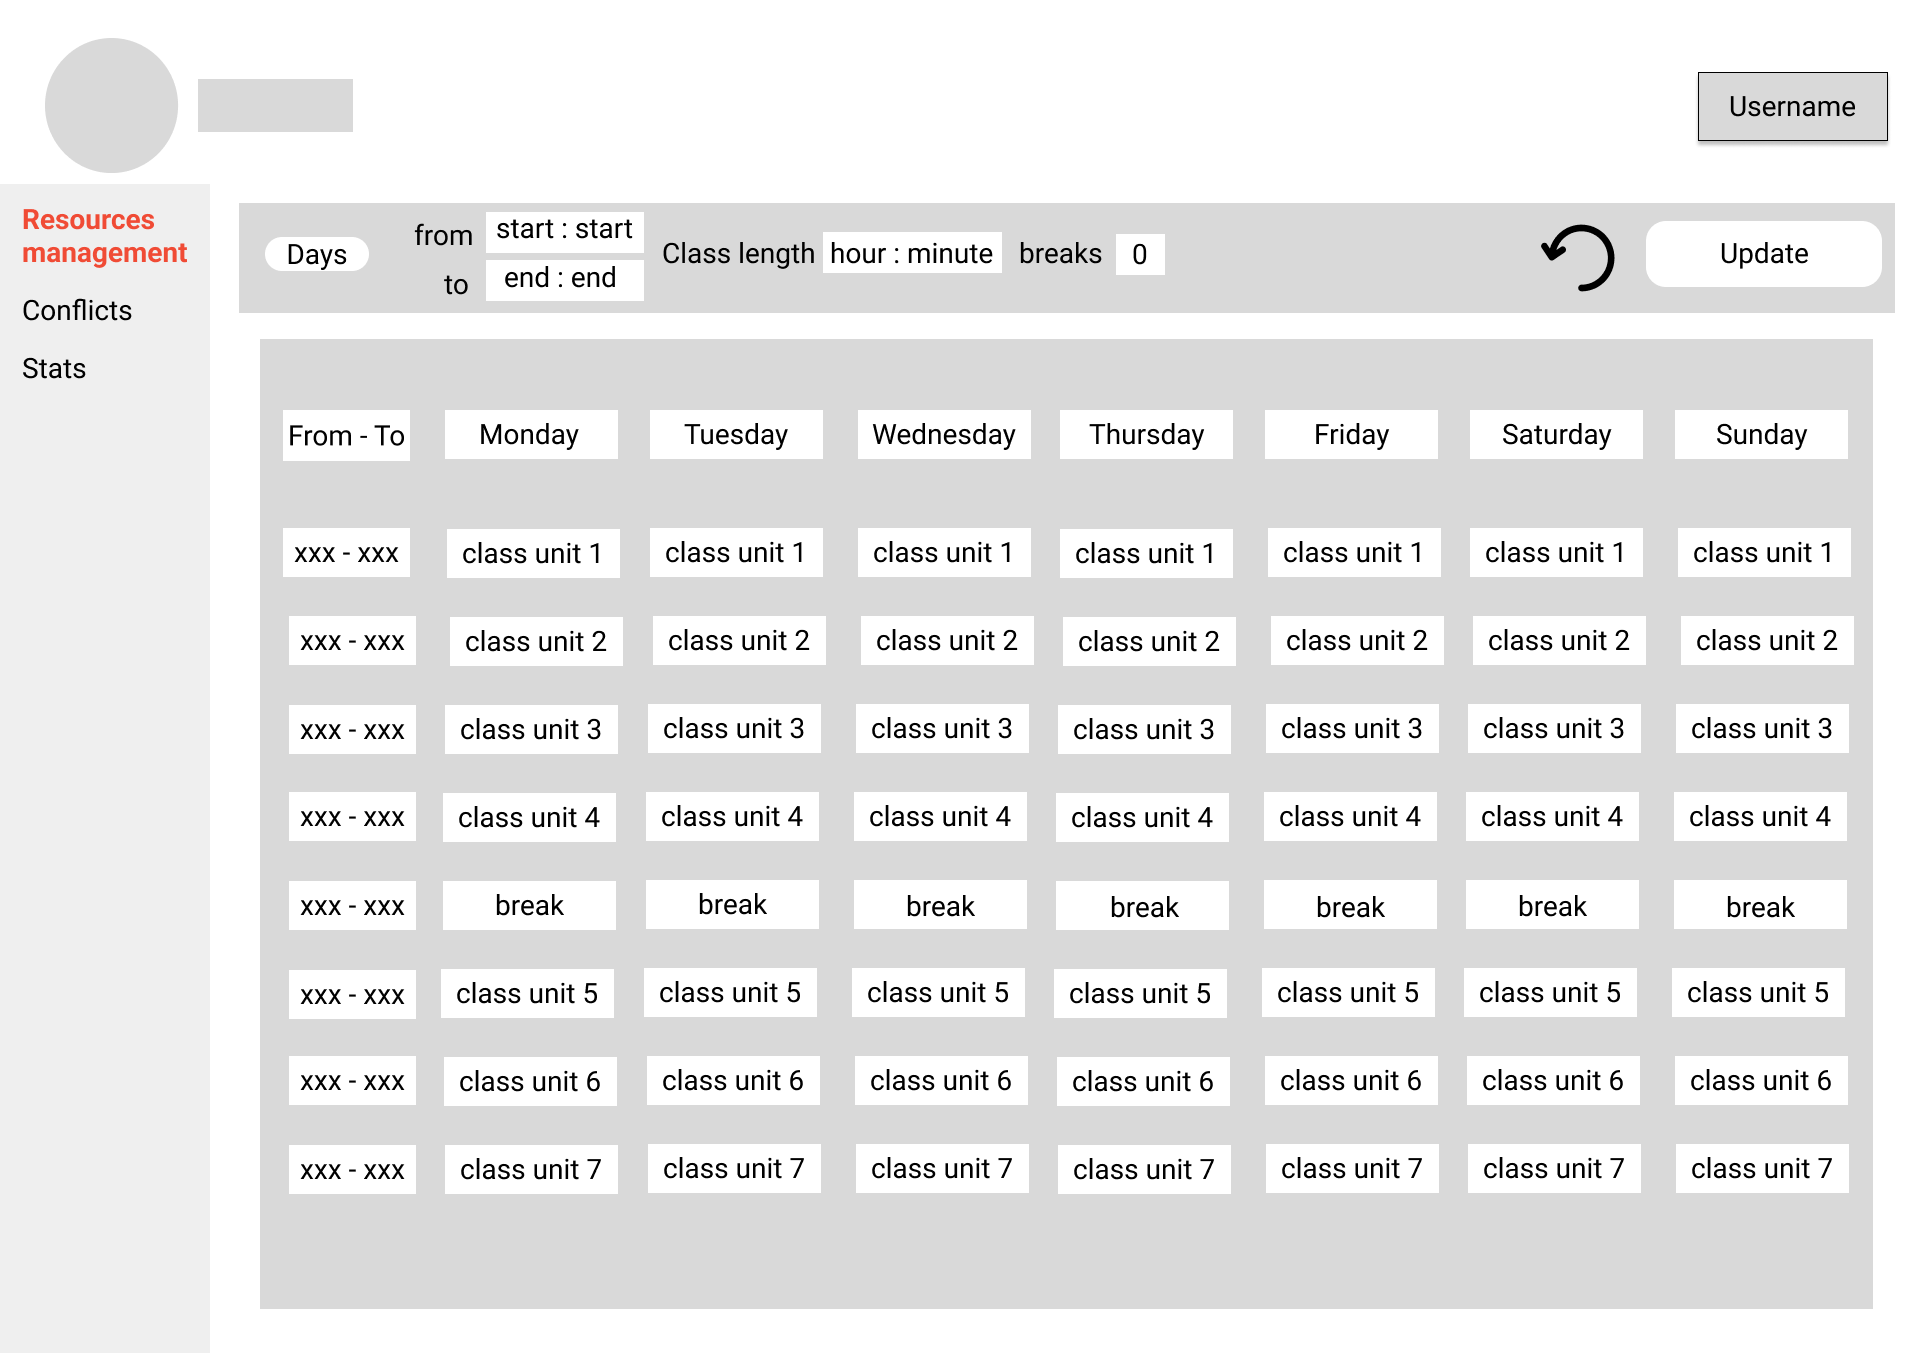 Username
Resources
management
Conflicts
Stats
Days
from
start : start
to
end : end
Class length
hour : minute
breaks
0
Update
From - To Monday Tuesday Wednesday Thursday Friday Saturday Sunday
xxx - xxx class unit 1 class unit 1 class unit 1 class unit 1 class unit 1 class unit 1 class unit 1
xxx - xxx class unit 2 class unit 2 class unit 2 class unit 2 class unit 2 class unit 2 class unit 2
xxx - xxx class unit 3 class unit 3 class unit 3 class unit 3 class unit 3 class unit 3 class unit 3
xxx - xxx class unit 4 class unit 4 class unit 4 class unit 4 class unit 4 class unit 4 class unit 4
xxx - xxx break break break break break break break
xxx - xxx class unit 5 class unit 5 class unit 5 class unit 5 class unit 5 class unit 5 class unit 5
xxx - xxx class unit 6 class unit 6 class unit 6 class unit 6 class unit 6 class unit 6 class unit 6
xxx - xxx class unit 7 class unit 7 class unit 7 class unit 7 class unit 7 class unit 7 class unit 7